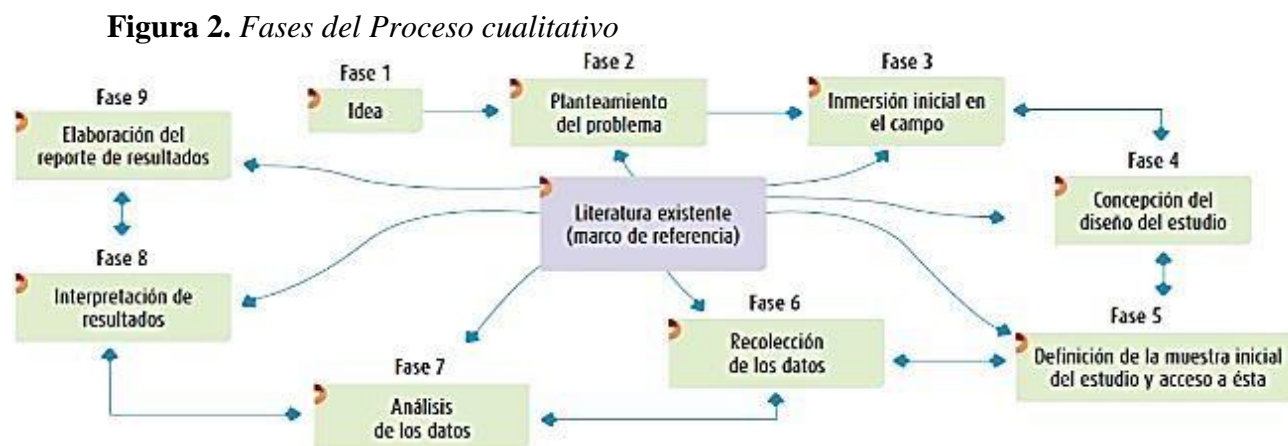 Figura 2. Fases del Proceso cualitativo
Fase 1
Idea
Fase 2
Planteamiento
del problema
Fase 3
Inmersión inicial en
el campo
Fase 4
Concepción del
diseño del estudio
Fase 5
Definición de la muestra inicial
del estudio y acceso a ésta
Fase 6
Recolección
de los datos
Fase 7
Análisis
de los datos
Fase 8
Interpretación de
resultados
Fase 9
Elaboración del
reporte de resultados
Literatura existente
(marco de referencia)